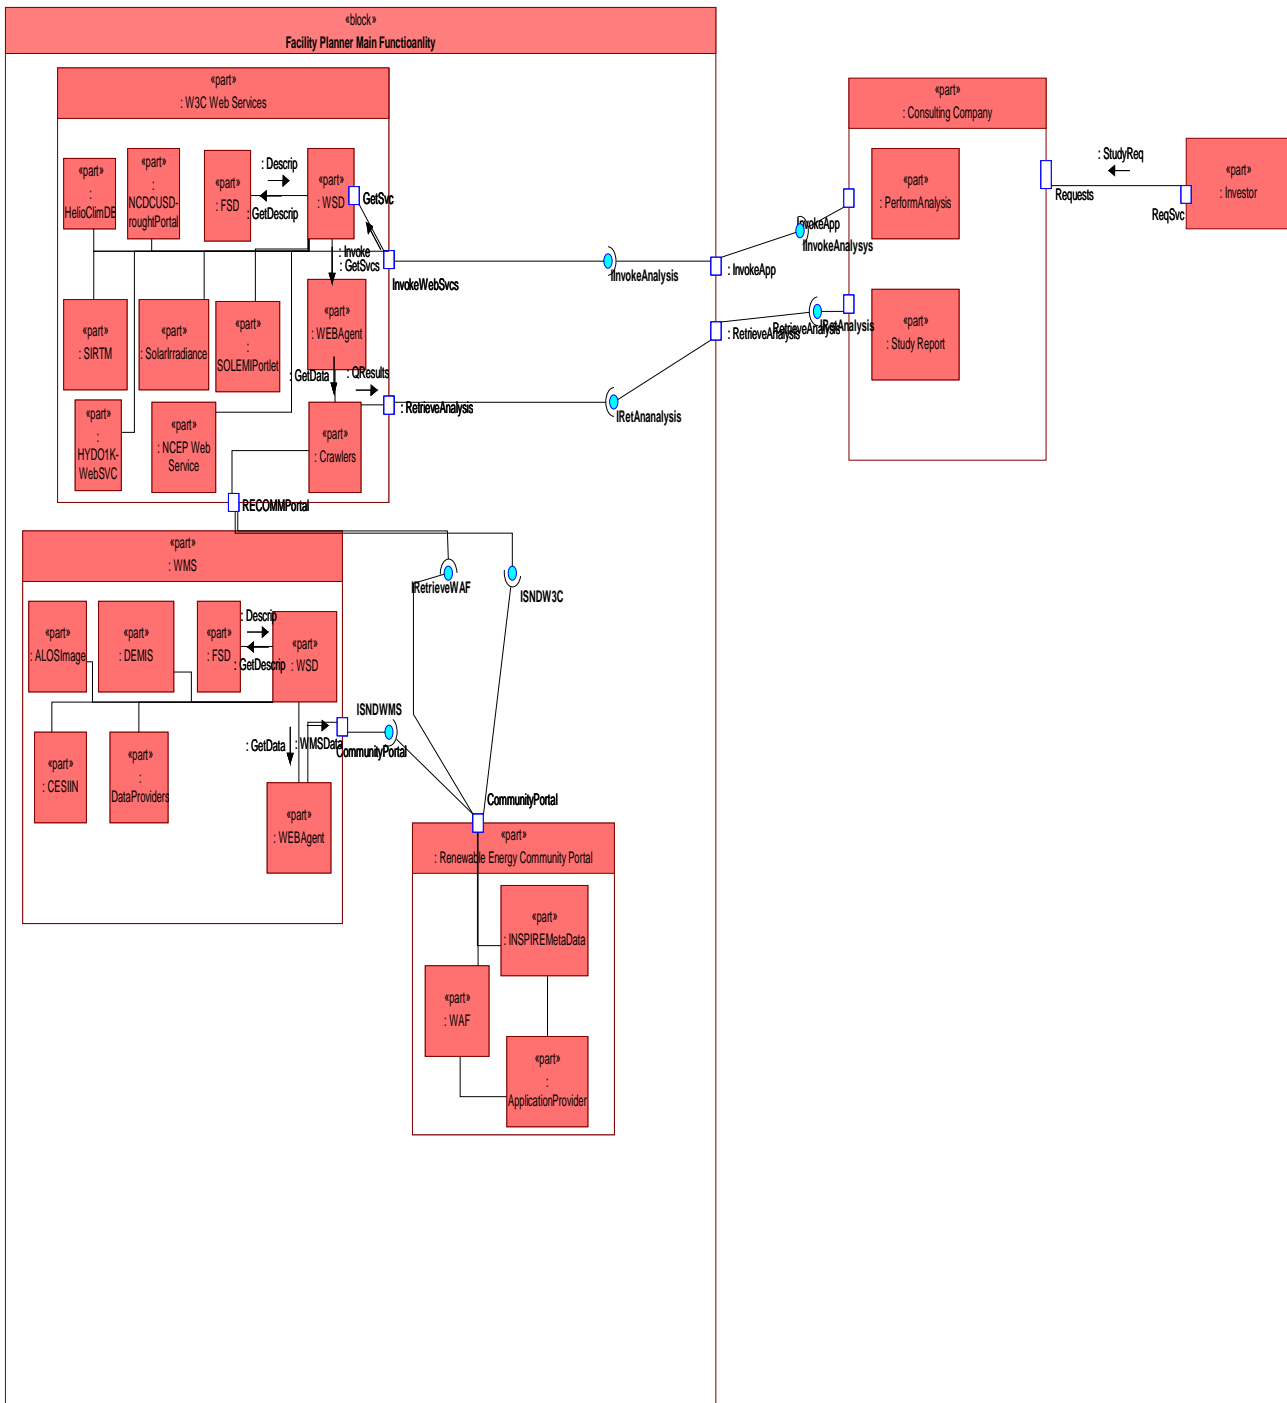 «block»
Facility Planner Main Functioanlity
«part»
: W3C Web Services
«part»
:
HelioClimDB
«part»
:
NCDCUSD-
roughtPortal
«part»
: FSD
: Descrip
: GetDescrip
«part»
: WSD
GetSvc
: Invoke
: GetSvcs
InvokeWebSvcs
«part»
: SIRTM
«part»
: SolarIrradiance
«part»
:
SOLEMIPortlet
«part»
: WEBAgent
: GetData
: QResults
: RetrieveAnalysis
«part»
:
HYDO1K-
WebSVC
«part»
: NCEP Web
Service
«part»
: Crawlers
RECOMMPortal
IInvokeAnalysis
: InvokeApp
IRetAnanalysis
: RetrieveAnalysis
«part»
: Consulting Company
«part»
: PerformAnalysis
InvokeApp
IInvokeAnalysys
RetrieveAnalysis
IRetAnalysis
«part»
: Study Report
Requests
: StudyReq
ReqSvc
«part»
: Investor
«part»
: WMS
«part»
: ALOSImage
«part»
: DEMIS
«part»
: FSD
: Descrip
: GetDescrip
«part»
: WSD
IRetrieveWAF
ISNDW3C
«part»
: CESIIN
«part»
:
DataProviders
: GetData
: WMSData
ISNDWMS
CommunityPortal
«part»
: WEBAgent
CommunityPortal
«part»
: Renewable Energy Community Portal
«part»
: INSPIREMetaData
«part»
: WAF
«part»
:
ApplicationProvider